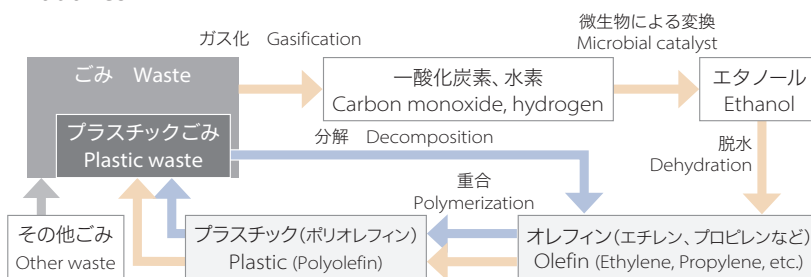 ガス化　Gasification
微生物による変換
Microbial catalyst
ごみ　Waste
一酸化炭素、水素
Carbon monoxide, hydrogen
エタノール
Ethanol
プラスチックごみ
Plastic waste
分解　Decomposition
脱水
Dehydration
重合
Polymerization
その他ごみ
Other waste
プラスチック（ポリオレフィン）
Plastic (Polyolefin)
オレフィン（エチレン、プロピレンなど）
Olefin (Ethylene, Propylene, etc.)